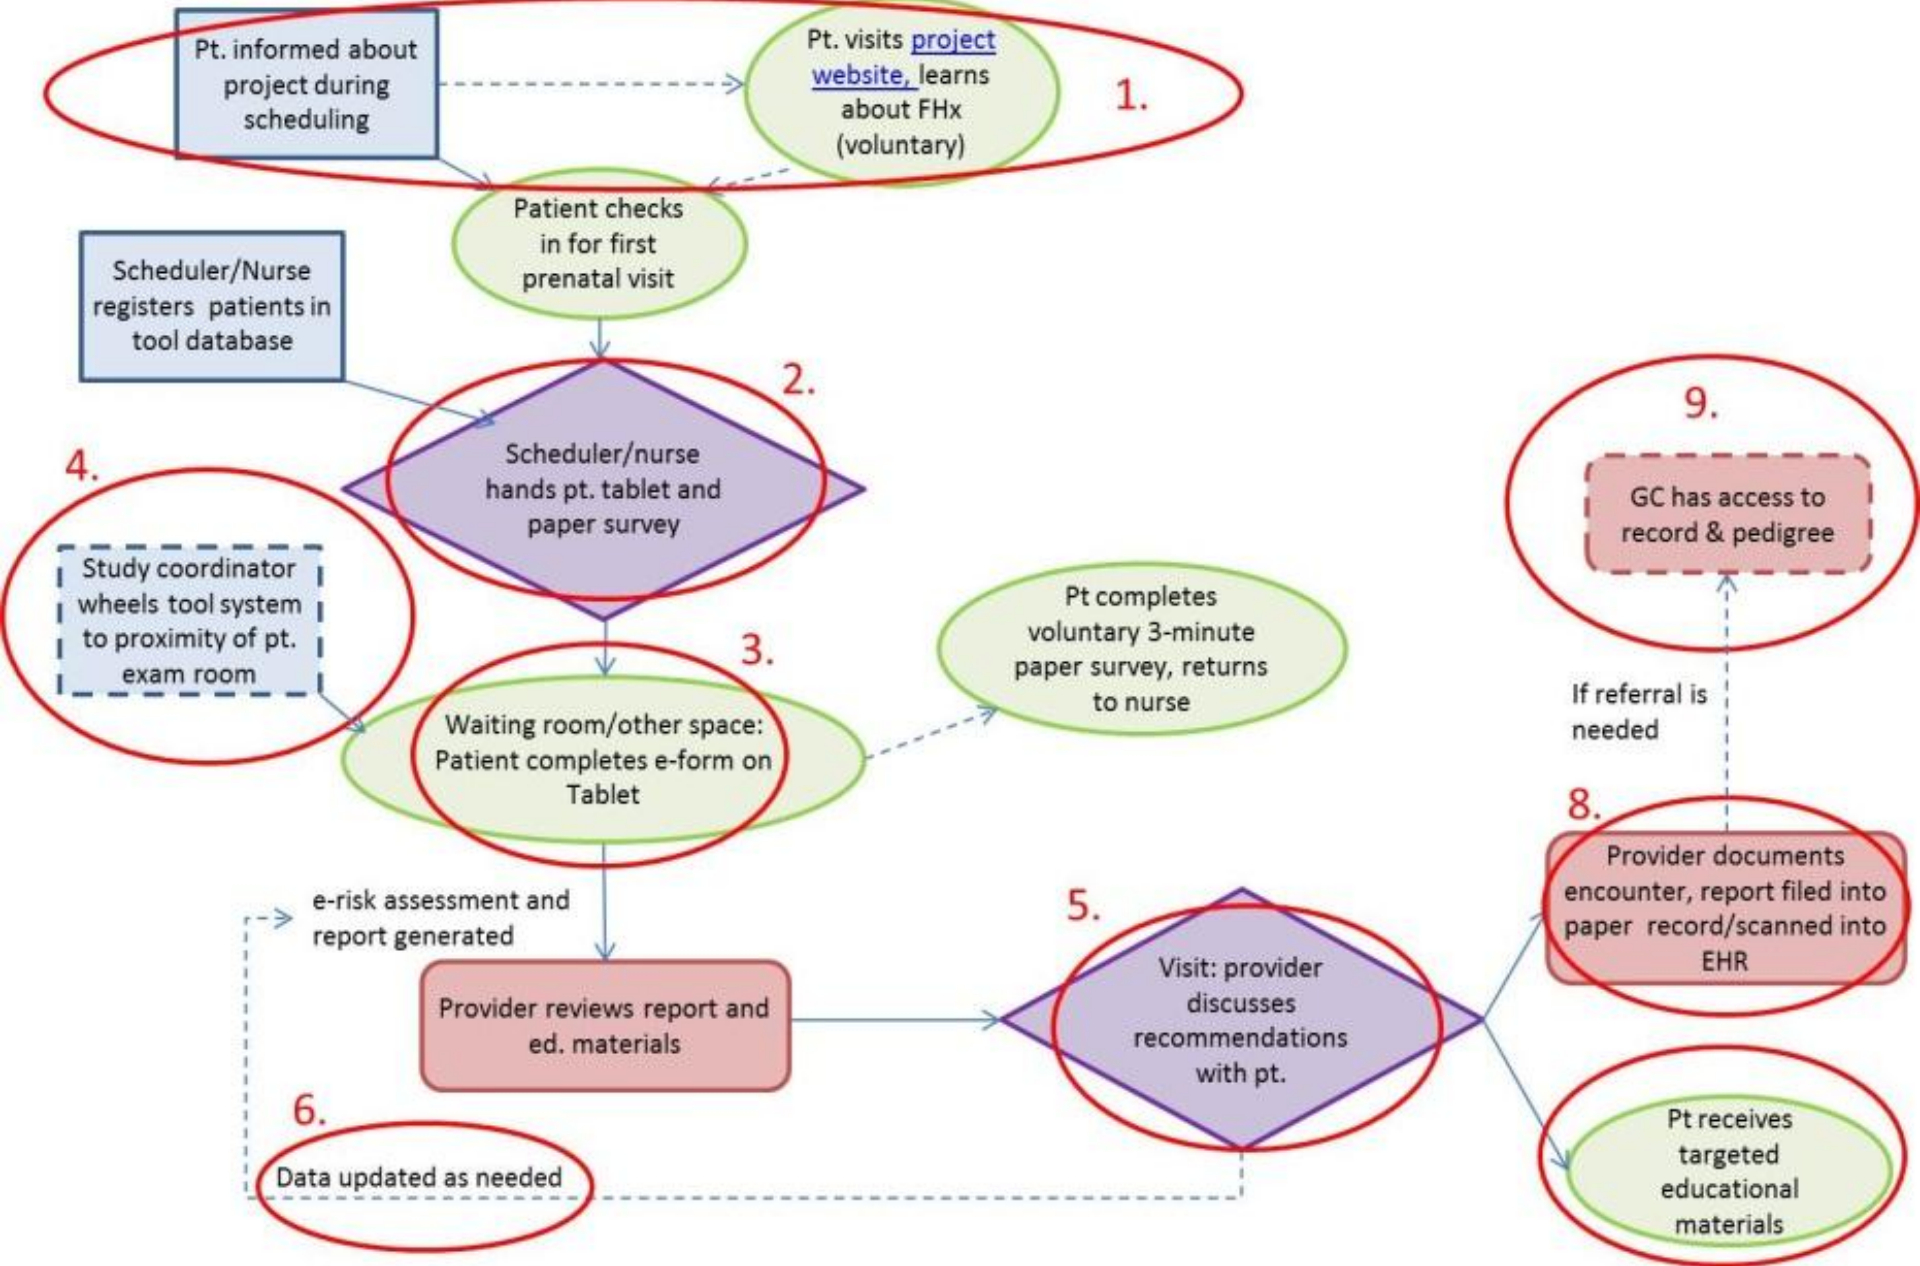 Pt. informed about
project during
scheduling
Pt. visits project
website, learns
about FHx
(voluntary)
1.
Patient checks
in for first
prenatal visit
Scheduler/Nurse
registers patients in
tool database
2.
Scheduler/nurse
hands pt. tablet and
paper survey
4.
Study coordinator
wheels tool system
to proximity of pt.
exam room
3.
Waiting room/other space:
Patient completes e-form on
Tablet
Pt completes
voluntary 3-minute
paper survey, returns
to nurse
9.
GC has access to
record & pedigree
If referral is
needed
8.
Provider documents
encounter, report filed into
paper record/scanned into
EHR
e-risk assessment and
report generated
Provider reviews report and
ed. materials
5.
Visit: provider
discusses
recommendations
with pt.
6.
Data updated as needed
Pt receives
targeted
educational
materials